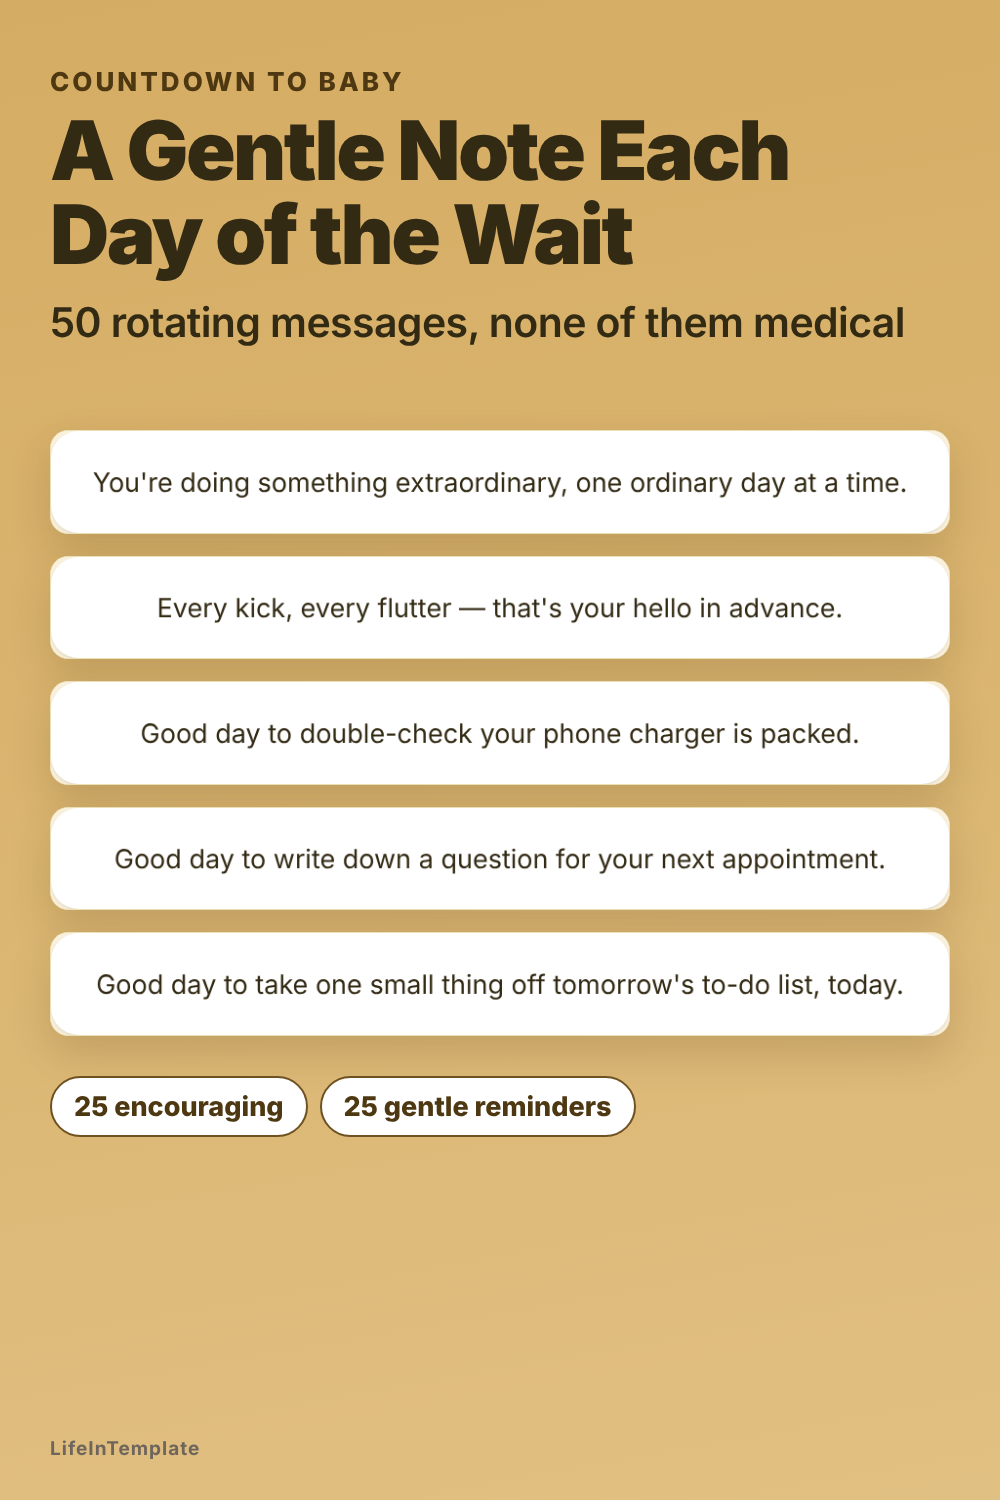 COUNTDOWN TO BABY
A Gentle Note Each
Day of the Wait
50 rotating messages, none of them medical
You're doing something extraordinary, one ordinary day at a time.
Every kick, every flutter — that's your hello in advance.
Good day to double-check your phone charger is packed.
Good day to write down a question for your next appointment.
Good day to take one small thing off tomorrow's to-do list, today.
25 encouraging
25 gentle reminders
LifeInTemplate